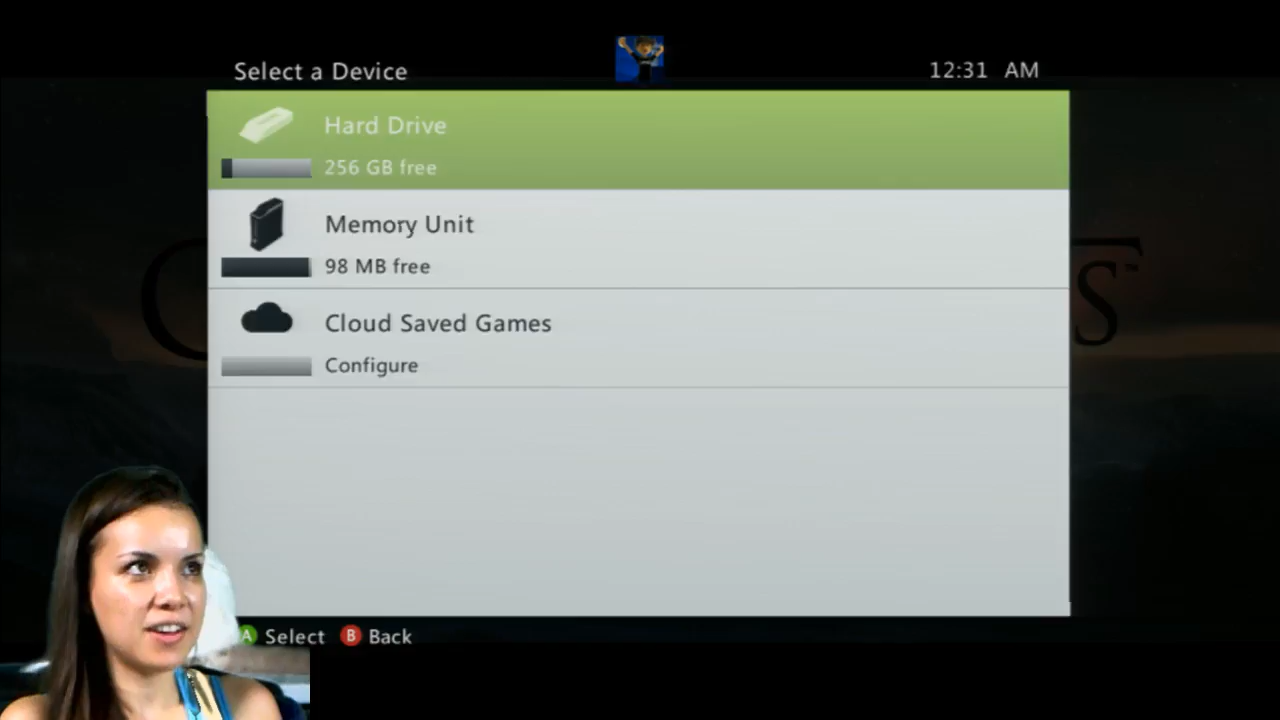 Select a Device
12:31 AM
Hard Drive
256 GB free
Memory Unit
98 MB free
Cloud Saved Games
Configure
A Select B Back